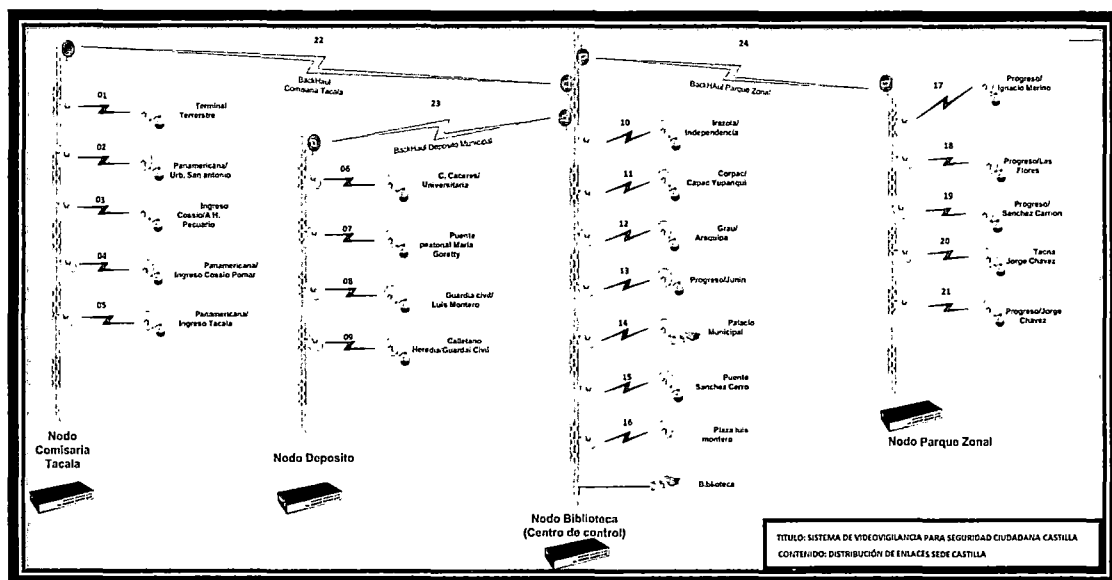 22
BackHaul
Comisaria Tacala
24
BackHAul Parque Zonal
23
BackHAul Deposito Municipal
01
Terminal
Terrerstre
02
Panamericana/
Urb. San antonio
03
Ingreso
Cossio/A.H.
Pecuario
04
Panamericana/
Ingreso Cossio Pomar
05
Panamericana/
Ingreso Tacala
Nodo
Comisaria
Tacala
06
C. Caceres/
Universitaria
07
Puente
peatonal Maria
Goretty
08
Guardia civil/
Luis Montero
09
Calletano
Heredia/Guardai Civil
Nodo Deposito
10
Irazola/
Independencia
11
Corpac/
Capac Yupanqui
12
Grau/
Arequipa
13
Progreso/Junin
14
Palacio
Municipal
15
Puente
Sanchez Cerro
16
Plaza luis
montero
Biblioteca
Nodo Biblioteca
(Centro de control)
17
Progreso/
Ignacio Merino
18
Progreso/Las
Flores
19
Progreso/
Sanchez Carrion
20
Tacna
Jorge Chavez
21
Progreso/Jorge
Chavez
Nodo Parque Zonal
TITULO: SISTEMA DE VIDEOVIGILANCIA PARA SEGURIDAD CIUDADANA CASTILLA
CONTENIDO: DISTRIBUCIÓN DE ENLACES SEDE CASTILLA